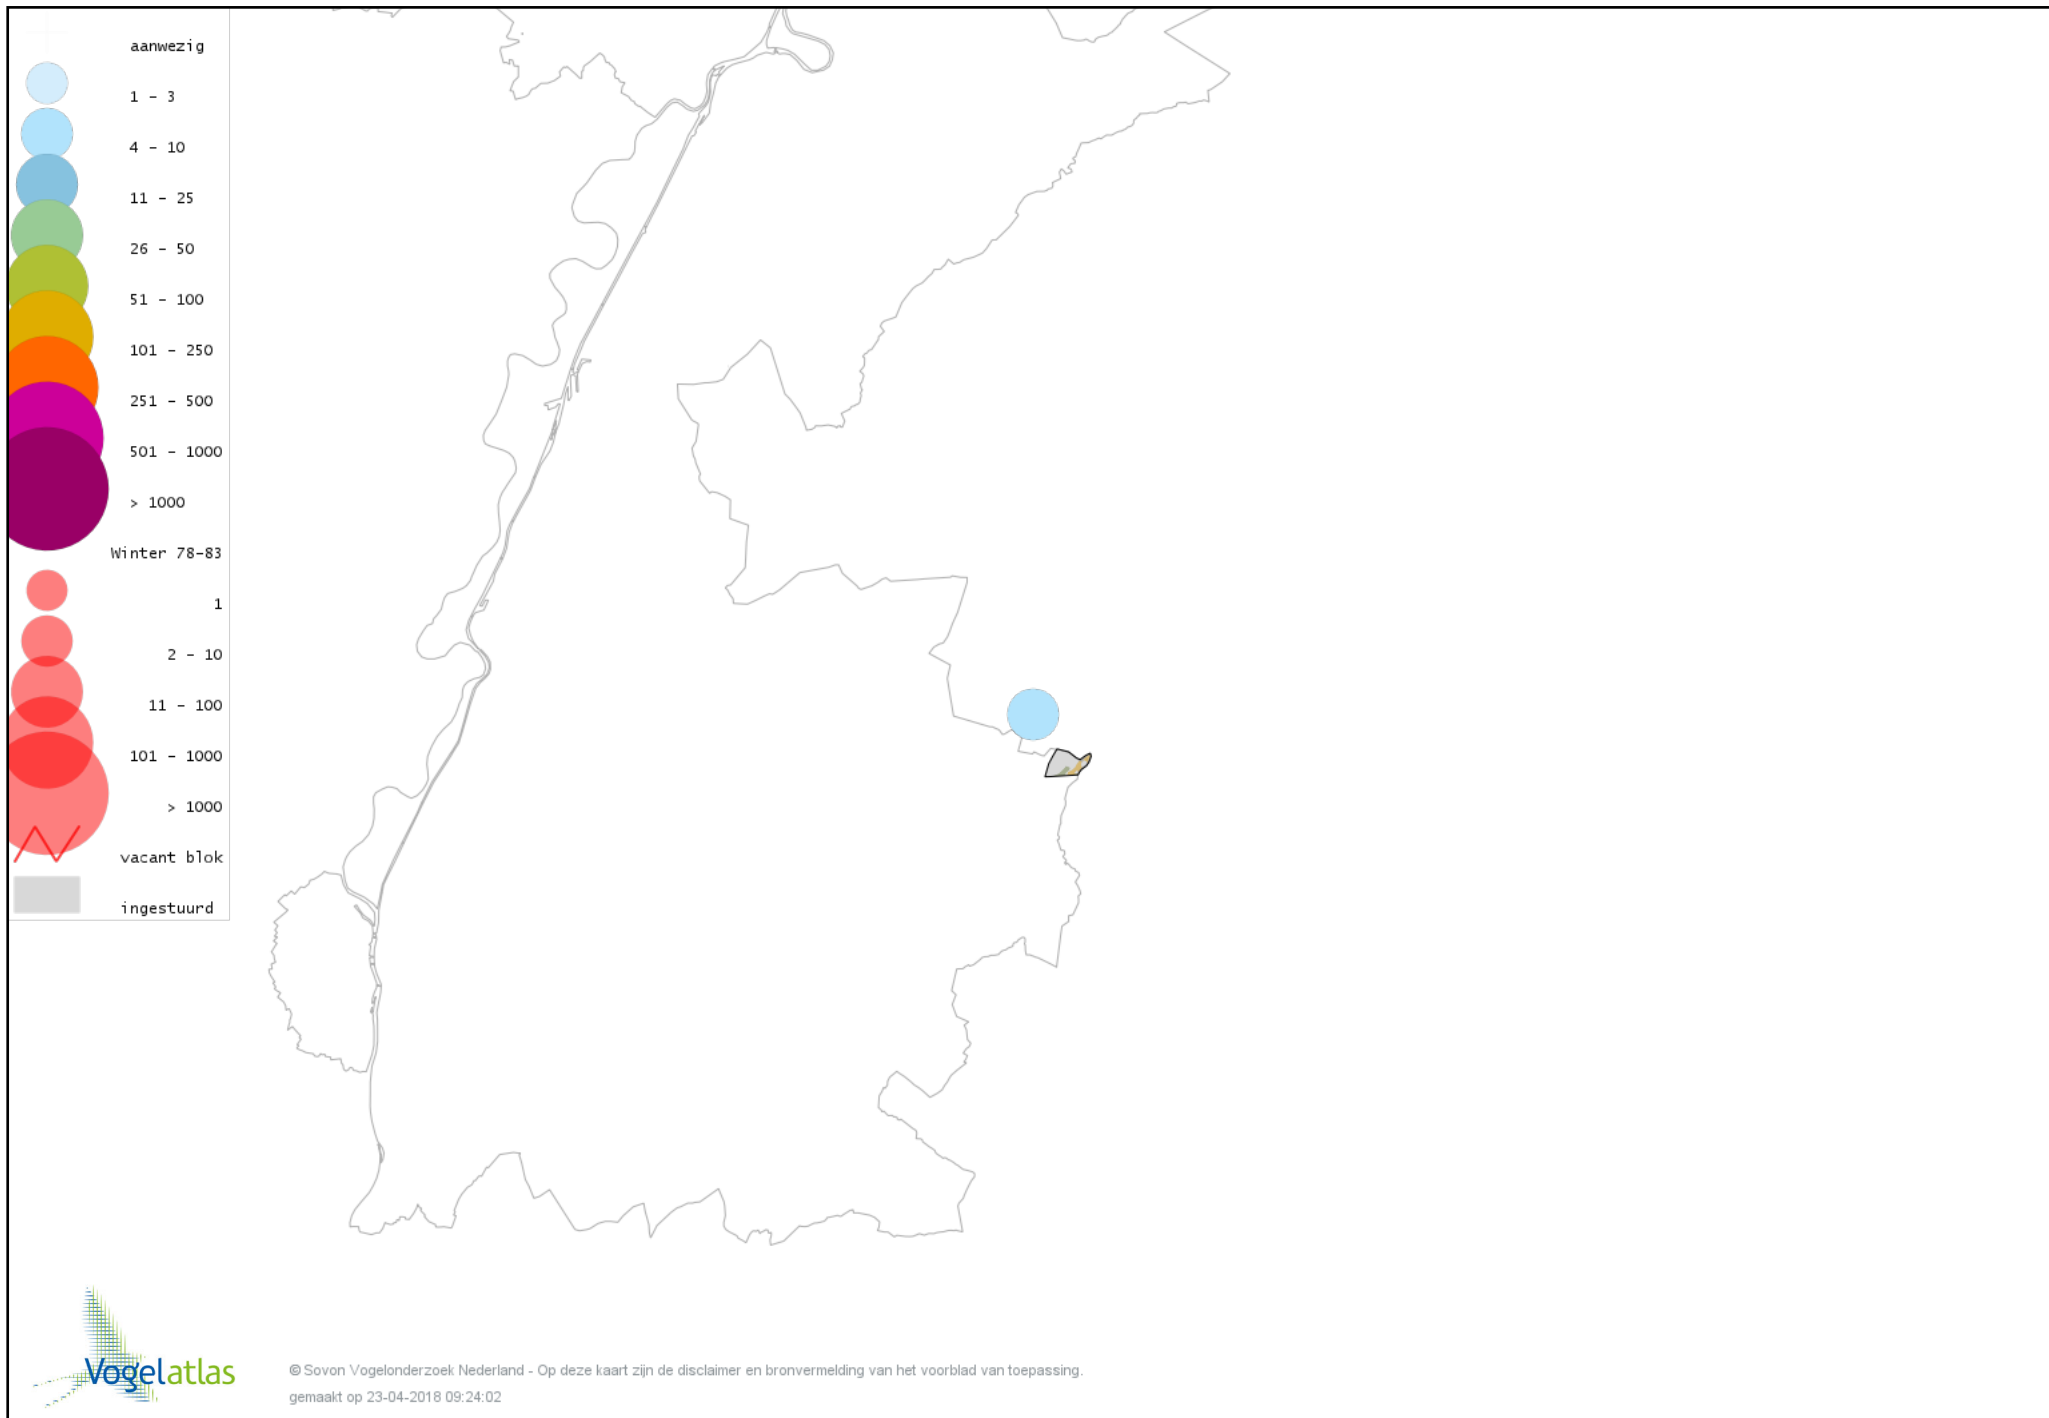 aanwezig
1 - 3
4 - 10
11 - 25
26 - 50
51 - 100
101 - 250
251 - 500
501 - 1000
> 1000
Winter 78-83
1
2 - 10
11 - 100
101 - 1000
> 1000
vacant blok
ingestuurd
Vogelatlas
© Sovon Vogelonderzoek Nederland - Op deze kaart zijn de disclaimer en bronvermelding van het voorblad van toepassing.
gemaakt op 23-04-2018 09:24:02